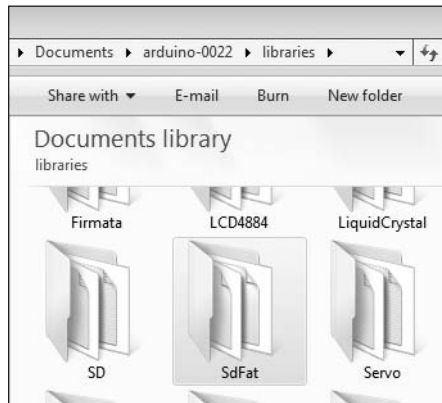 Documents arduino-0022 libraries
Share with E-mail Burn New folder
Documents library
libraries
Firmata LCD4884 LiquidCrystal
SD SdFat Servo